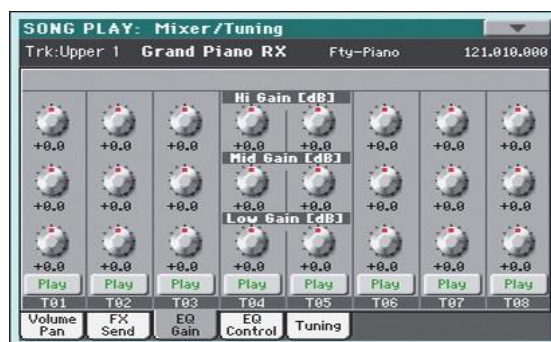 SONG PLAY: Mixer/Tuning
Trk:Upper 1 Grand Piano RX Fty-Piano 121.010.000
Hi Gain [dB]
+0.0 +0.0 +0.0 +0.0 +0.0 +0.0 +0.0 +0.0
Mid Gain [dB]
+0.0 +0.0 +0.0 +0.0 +0.0 +0.0 +0.0 +0.0
Low Gain [dB]
+0.0 +0.0 +0.0 +0.0 +0.0 +0.0 +0.0 +0.0
Play Play Play Play Play Play Play Play
T01 T02 T03 T04 T05 T06 T07 T08
Volume Pan FX Send EQ Gain EQ Control Tuning